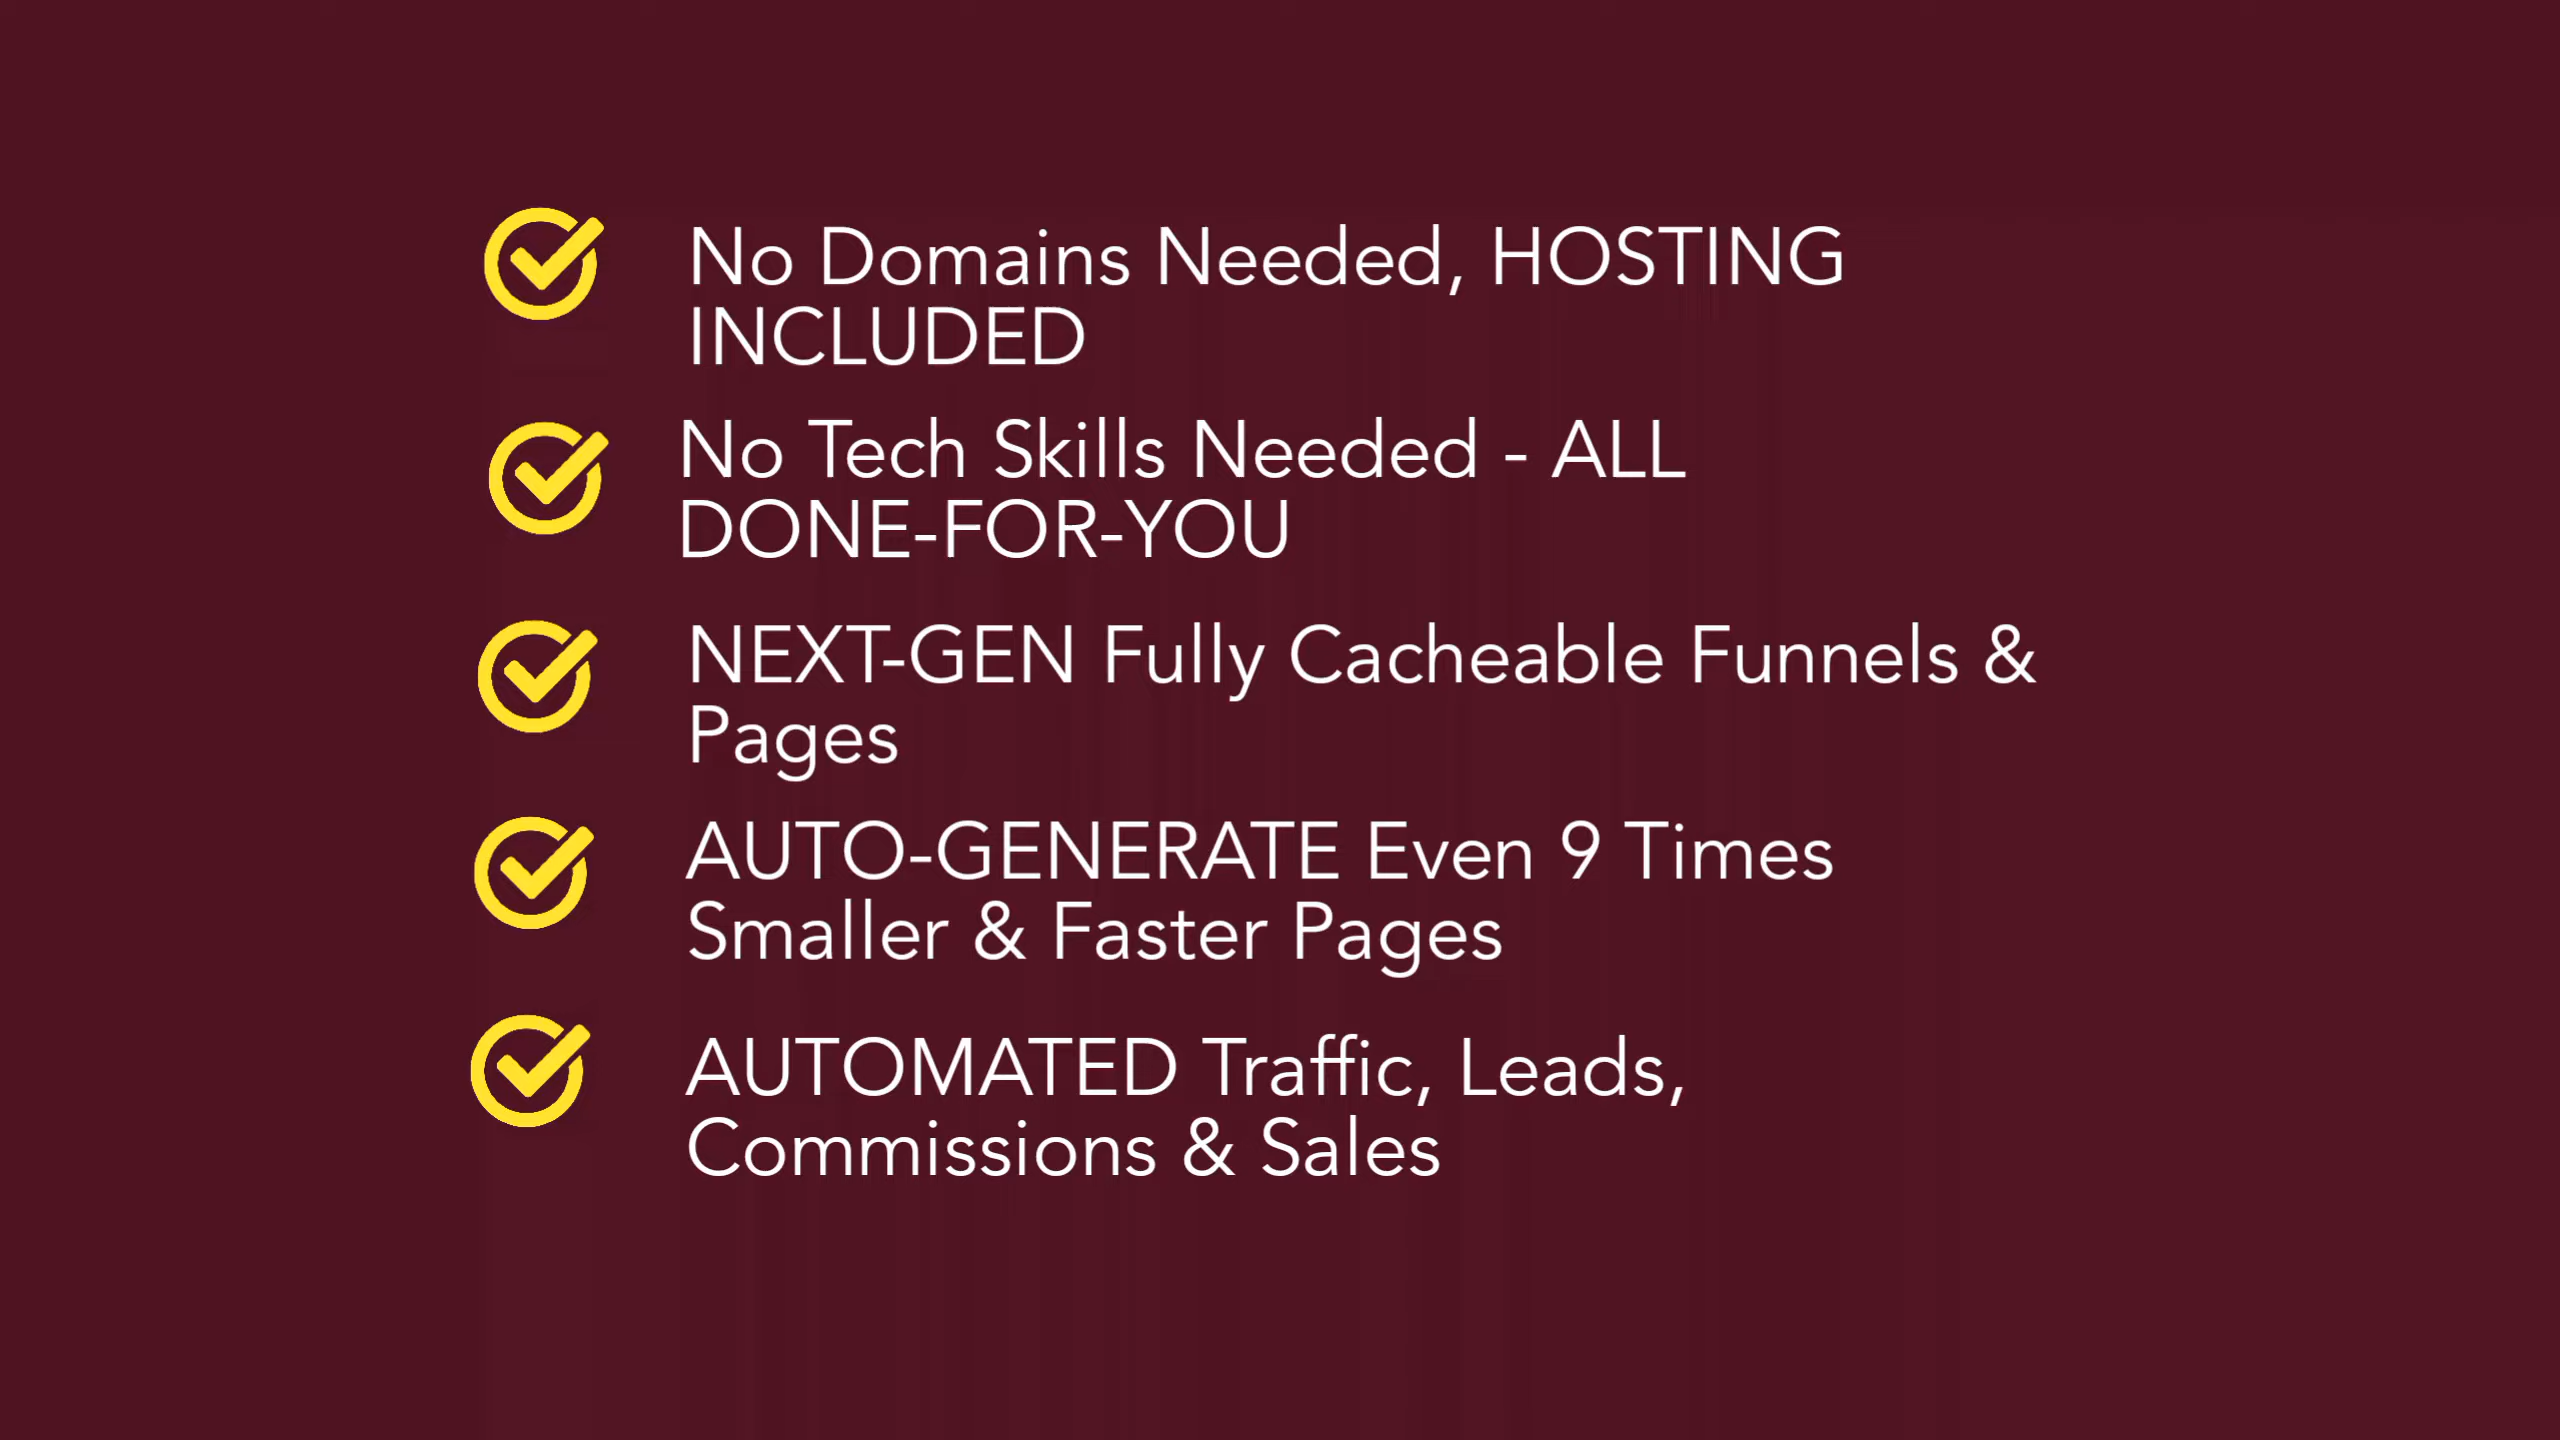 No Domains Needed, HOSTING
INCLUDED
No Tech Skills Needed - ALL
DONE-FOR-YOU
NEXT-GEN Fully Cacheable Funnels &
Pages
AUTO-GENERATE Even 9 Times
Smaller & Faster Pages
AUTOMATED Traffic, Leads,
Commissions & Sales